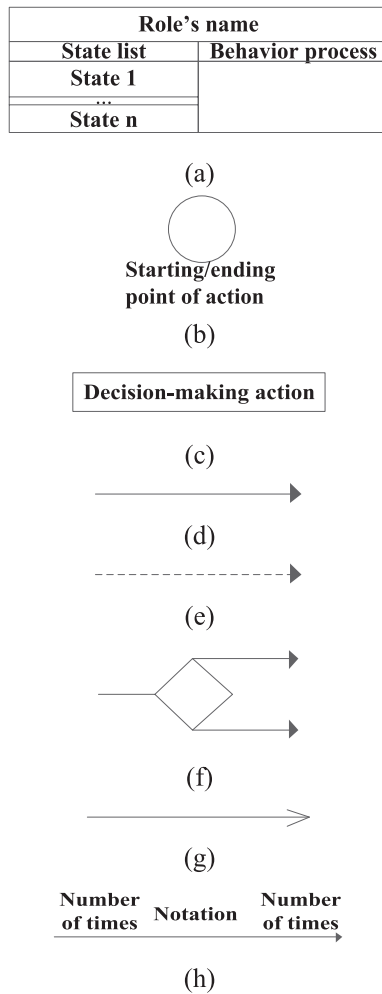 Role's name
State list Behavior process
State 1
...
State n
(a)
Starting/ending
point of action
(b)
Decision-making action
(c)
(d)
(e)
(f)
(g)
Number Number
of times Notation of times
(h)